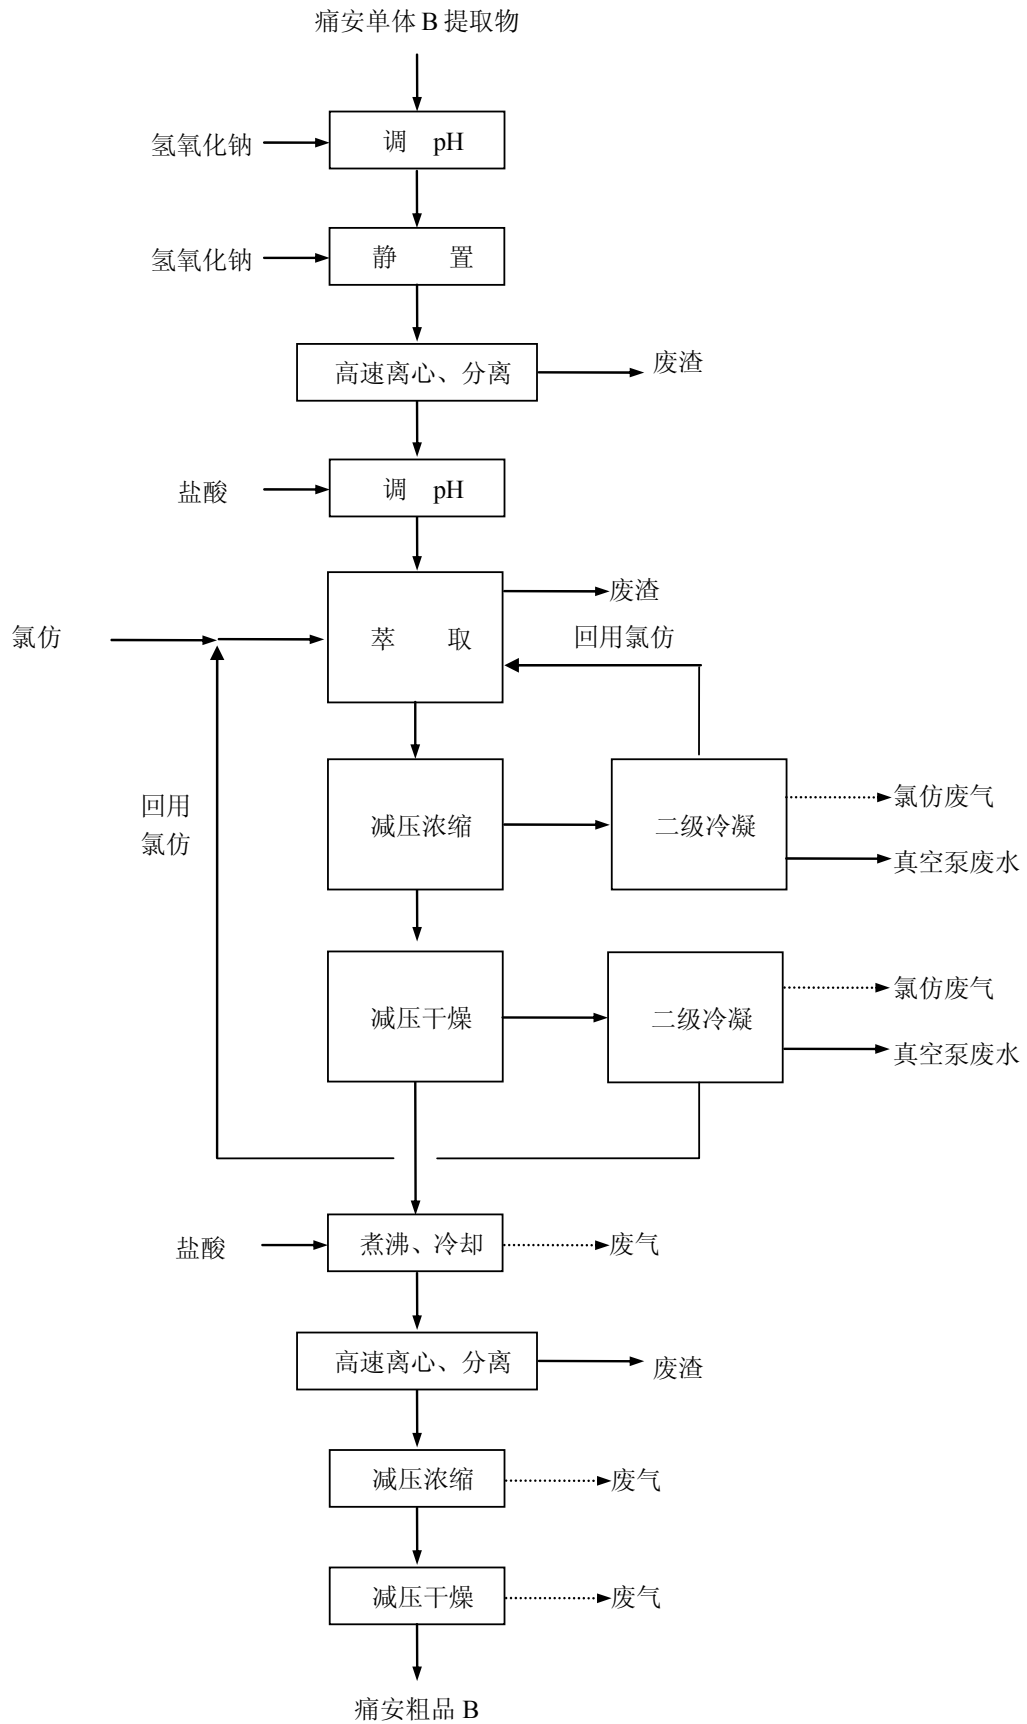 痛安单体 B 提取物
氢氧化钠
调 pH
氢氧化钠
静 置
高速离心、分离
废渣
盐酸
调 pH
废渣
氯仿
萃 取
回用氯仿
回用
氯仿
减压浓缩
二级冷凝
氯仿废气
真空泵废水
减压干燥
二级冷凝
氯仿废气
真空泵废水
盐酸
煮沸、冷却
废气
高速离心、分离
废渣
减压浓缩
废气
减压干燥
废气
痛安粗品 B